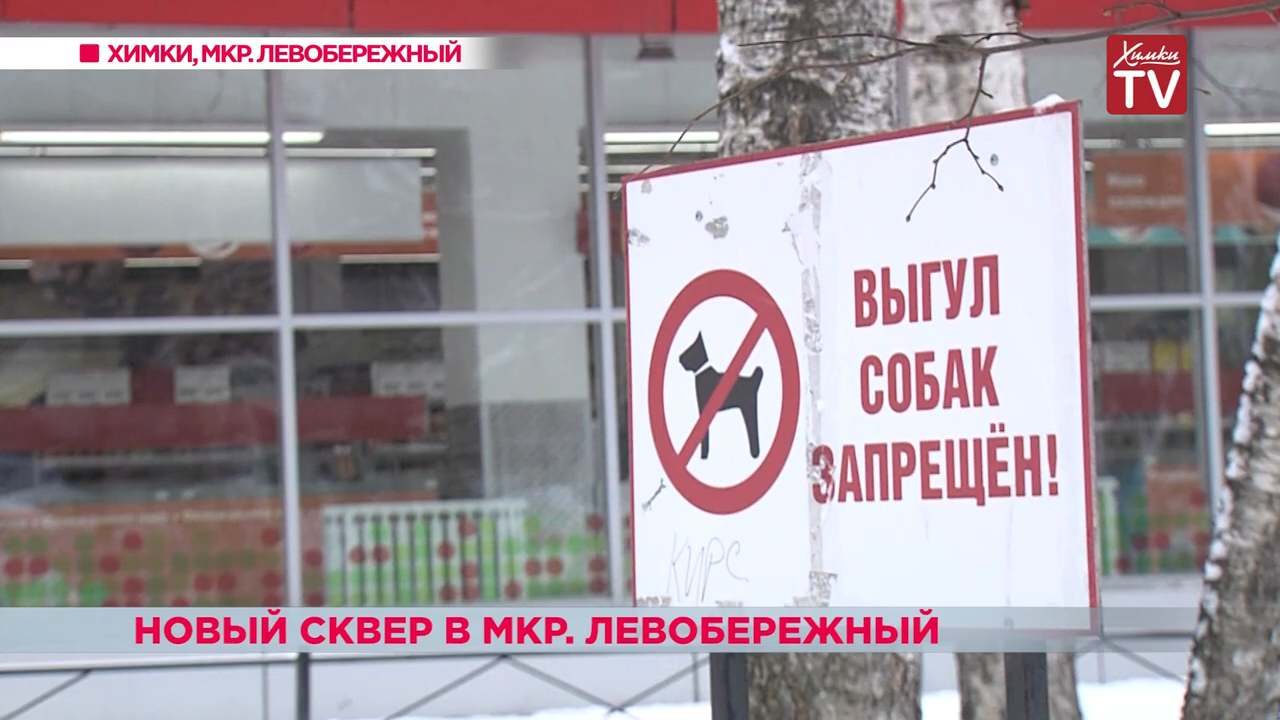 ХИМКИ, МКР. ЛЕВОБЕРЕЖНЫЙ
Химки
TV
ВЫГУЛ
СОБАК
ЗАПРЕЩЁН!
КИРС
НОВЫЙ СКВЕР В МКР. ЛЕВОБЕРЕЖНЫЙ